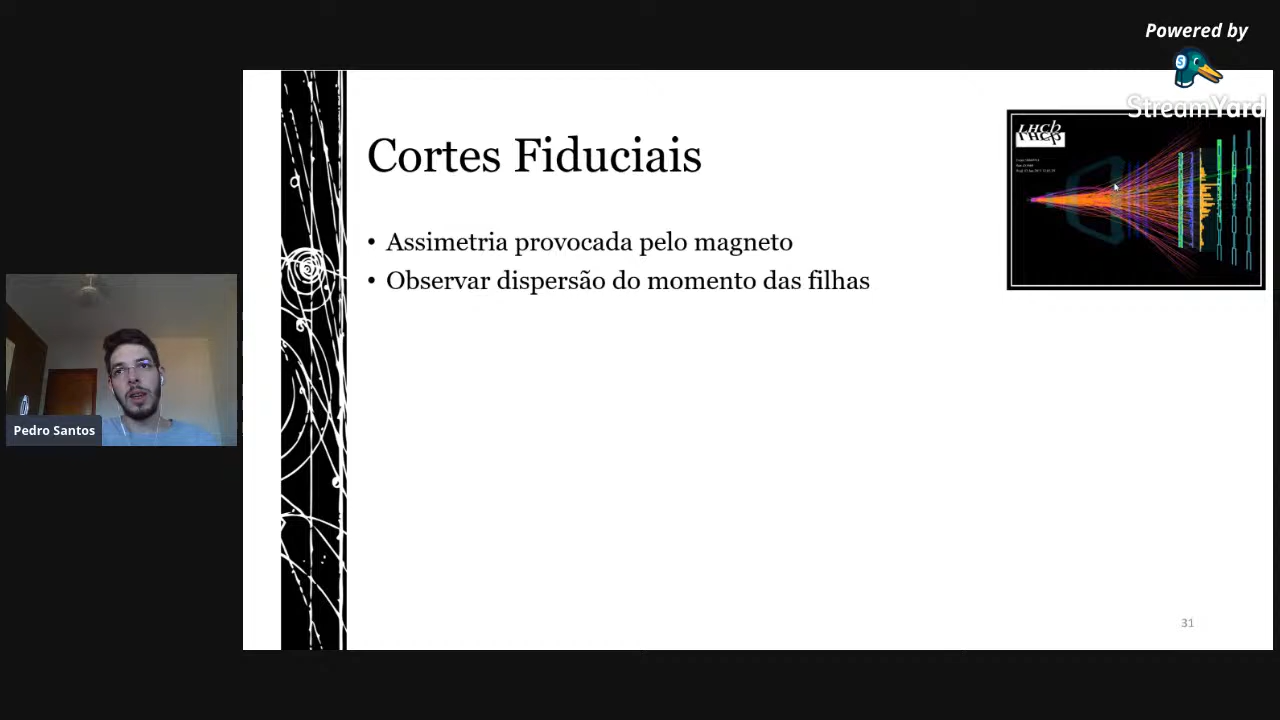 Powered by
StreamYard
LHCb
Cortes Fiduciais
• Assimetria provocada pelo magneto
• Observar dispersão do momento das filhas
Pedro Santos
31